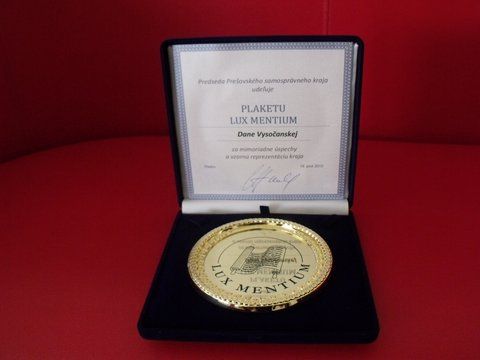 Predseda Prešovského samosprávneho kraja
udeľuje
PLAKETU
LUX MENTIUM
Dane Vysočanskej
za mimoriadne úspechy
a vzornú reprezentáciu kraja
LUX MENTIUM